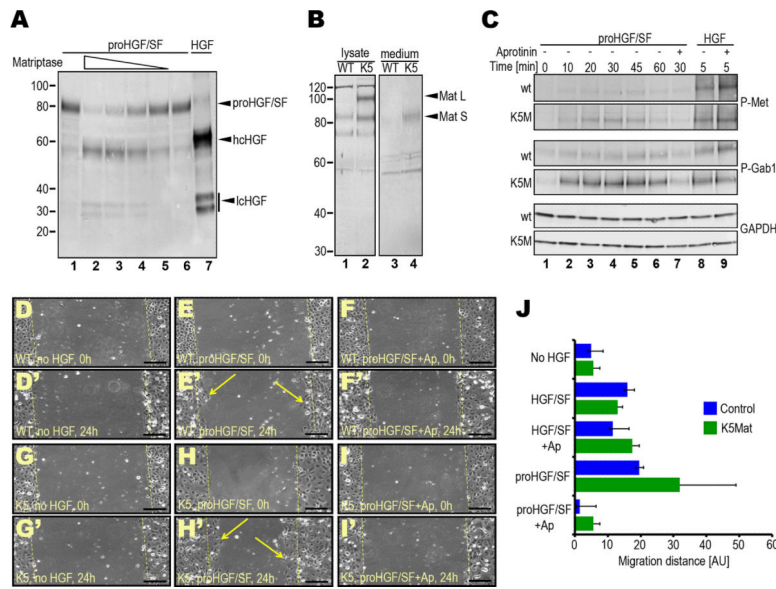 A
proHGF/SF HGF
Matriptase
100
80
60
50
40
30
20
proHGF/SF
hcHGF
lcHGF
1 2 3 4 5 6 7
B
lysate medium
WT K5 WT K4
120
100
80
60
40
30
Mat L
Mat S
1 2 3 4
C
proHGF/SF HGF
Aprotinin - - - - - - + - +
Time [min] 0 10 20 30 45 60 30 5 5
wt
K5M
P-Met
wt
K5M
P-Gab1
wt
K5M
GAPDH
1 2 3 4 5 6 7 8 9
D
WT, no HGF, 0h
E
WT, proHGF/SF, 0h
F
WT, proHGF/SF+Ap, 0h
D'
WT, no HGF, 24h
E'
WT, proHGF/SF, 24h
F'
WT, proHGF/SF+Ap, 24h
G
K5, no HGF, 0h
H
K5, proHGF/SF, 0h
I
K5, proHGF/SF+Ap, 0h
G'
K5, no HGF, 24h
H'
K5, proHGF/SF, 24h
I'
K5, proHGF/SF+Ap, 24h
J
No HGF
HGF/SF
HGF/SF
+Ap
proHGF/SF
proHGF/SF
+Ap
Control
K5Mat
0 10 20 30 40 50 60
Migration distance [AU]